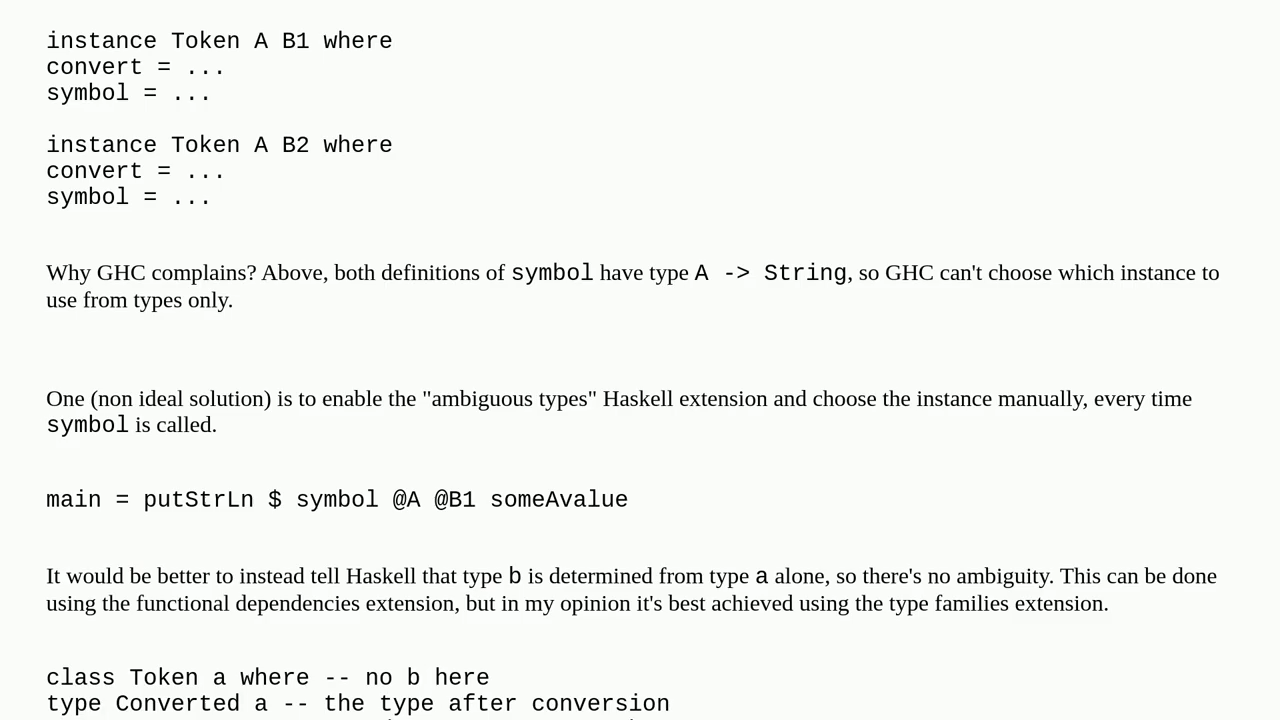 instance Token A B1 where
convert = ...
symbol = ...
instance Token A B2 where
convert = ...
symbol = ...
Why GHC complains? Above, both definitions of symbol have type A -> String, so GHC can't choose which instance to
use from types only.
One (non ideal solution) is to enable the "ambiguous types" Haskell extension and choose the instance manually, every time
symbol is called.
main = putStrLn $ symbol @A @B1 someAvalue
It would be better to instead tell Haskell that type b is determined from type a alone, so there's no ambiguity. This can be done
using the functional dependencies extension, but in my opinion it's best achieved using the type families extension.
class Token a where -- no b here
type Converted a -- the type after conversion